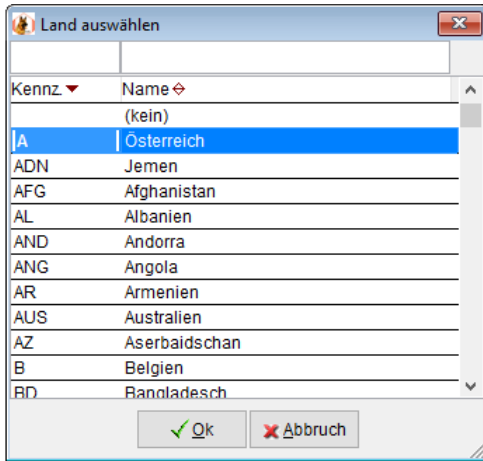 Land auswählen
Kennz. Name
(kein)
A Österreich
ADN Jemen
AFG Afghanistan
AL Albanien
AND Andorra
ANG Angola
AR Armenien
AUS Australien
AZ Aserbaidschan
B Belgien
BD Bangladesch
Ok Abbruch